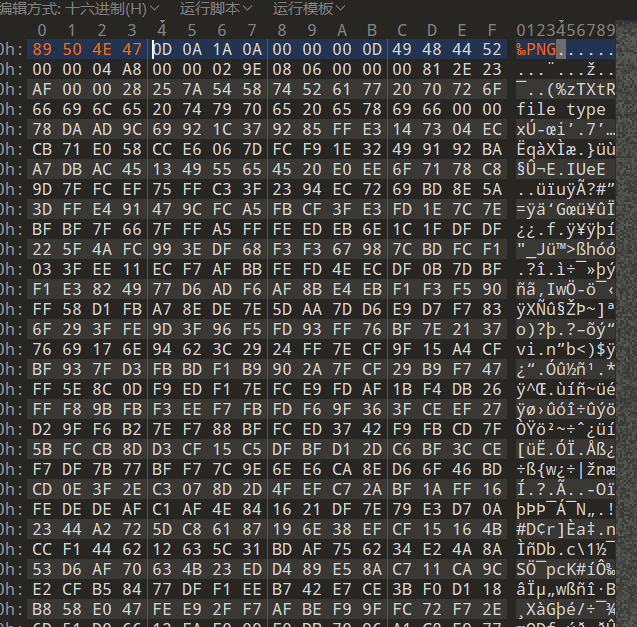 编辑方式: 十六进制(H) 运行脚本 运行模板
0 1 2 3 4 5 6 7 8 9 A B C D E F 0123456789
0h: 89 50 4E 47 0D 0A 1A 0A 00 00 00 0D 49 48 44 52 ‰PNG......
0h: 00 00 04 A8 00 00 02 9E 08 06 00 00 00 81 2E 23 ...¨...ž..
0h: AF 00 00 28 25 7A 54 58 74 52 61 77 20 70 72 6F ¯..(%zTXtR
0h: 66 69 6C 65 20 74 79 70 65 20 65 78 69 66 00 00 file type
0h: 78 DA AD 9C 69 92 1C 37 92 85 FF E3 14 73 04 EC xÚ-œi’.7’…
0h: CB 71 E0 58 CC E6 06 7D FC F9 1E 32 49 91 92 BA ËqàXÌæ.}üù
0h: A7 DB AC 45 13 49 55 65 45 20 E0 EE 6F 71 78 C8 §Û¬E.IUeE
0h: 9D 7F FC EF 75 FF C3 3F 23 94 EC 72 69 BD 8E 5A ..üïuÿÃ?#”
0h: 3D FF E4 91 47 9C FC A5 FB CF 3F E3 FD 1E 7C 7E =ÿä‘Gœü¥ûÏ
0h: BF BF 7F 66 7F 7F A5 FF FE ED EB 6E 1C 1F DF DF ¿¿.f.¥ÿþí
0h: 22 5F 4A FC 99 3E DF 68 F3 F3 67 98 7C BD FC F1 "_Jü™>ßhóó
0h: 03 3F EE 11 EC F7 AF BB FE FD 4E EC DF 0B 7D BF .?î.ì÷¯»þý
0h: F1 E3 82 49 77 D6 AD F6 AF 8B E4 EB F1 F3 F5 90 ñã‚IwÖ-ö¯‹
0h: FF 58 D1 FB A7 8E DE 7E 5D AA 7D D6 E9 D7 F7 83 ÿXÑû§ŽÞ~]ª
0h: 6F 29 3F FE 9D 3F 96 F5 FD 93 FF 76 BF 7E 21 37 o)?þ.?–õý“
0h: 76 69 17 6E 94 62 3C 29 24 FF 7E CF 9F 15 A4 CF vi.n”b<)$ÿ
0h: BF 93 7F D3 FB BD F1 B9 90 2A 7F CF 29 B9 F7 47 ¿“.Óû½ñ¹.*
0h: FF 5E 8C 0D F9 ED F1 7E FC E9 FD AF 1B F4 DB 26 ÿ^Œ.ùíñ~üé
0h: FF F8 9B FB F3 EE F7 FB FD F6 9F 36 3F CE EF 27 ÿø›ûóî÷ûýö
0h: D2 9F F6 B2 7E F7 88 BF FC ED 37 42 F9 FB CD 7F ÒŸö²~÷ˆ¿üí
0h: 5B FC CB 8D D3 CF 15 C5 DF BF D1 2D C6 BF 3C CE [üË.ÓÏ.Åß¿
0h: F7 DF 7B 77 BF F7 7C 9E 6E E6 CA 8E D6 6F 46 BD ÷ß{w¿÷|žnæ
0h: CD 0E 3F 2E C3 07 8D 2D 4F EF C7 2A BF 1A FF 16 Í.?.Ã..-Oï
0h: FE DE DE AF C1 AF 4E 84 16 21 DF 7E 79 E3 D7 0A þÞÞ¯Á¯N„.!
0h: 23 44 A2 72 5D C8 61 87 19 6E 38 EF CF 15 16 4B #D¢r]Èa‡.n
0h: CC F1 44 62 12 63 5C 31 BD AF 75 62 34 E2 4A 8A ÌñDb.c\1½¯
0h: 53 D6 AF 70 63 4B 23 ED D4 89 E5 8A C7 11 CA 9C SÖ¯pcK#íÔ‰
0h: E2 CF B5 84 77 DF F1 EE B7 42 E7 CE 3B F0 D1 18 âÏµ„wßñî·B
0h: B8 58 E0 47 FE E9 2F F7 AF BE F9 9F FC 72 F7 2E ¸XàGþé/÷¯¾